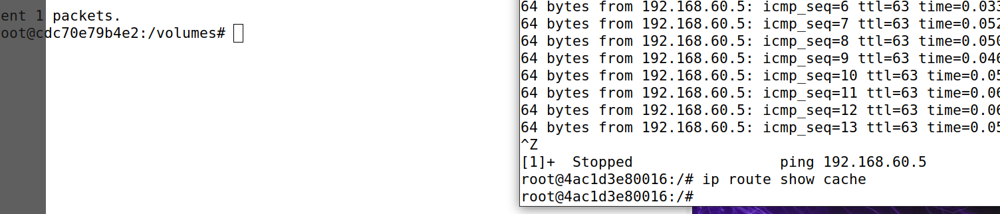 ent 1 packets.
oot@cdc70e79b4e2:/volumes#
64 bytes from 192.168.60.5: icmp_seq=6 ttl=63 time=0.033
64 bytes from 192.168.60.5: icmp_seq=7 ttl=63 time=0.052
64 bytes from 192.168.60.5: icmp_seq=8 ttl=63 time=0.050
64 bytes from 192.168.60.5: icmp_seq=9 ttl=63 time=0.046
64 bytes from 192.168.60.5: icmp_seq=10 ttl=63 time=0.05
64 bytes from 192.168.60.5: icmp_seq=11 ttl=63 time=0.06
64 bytes from 192.168.60.5: icmp_seq=12 ttl=63 time=0.06
64 bytes from 192.168.60.5: icmp_seq=13 ttl=63 time=0.05
^Z
[1]+  Stopped                 ping 192.168.60.5
root@4ac1d3e80016:/# ip route show cache
root@4ac1d3e80016:/#